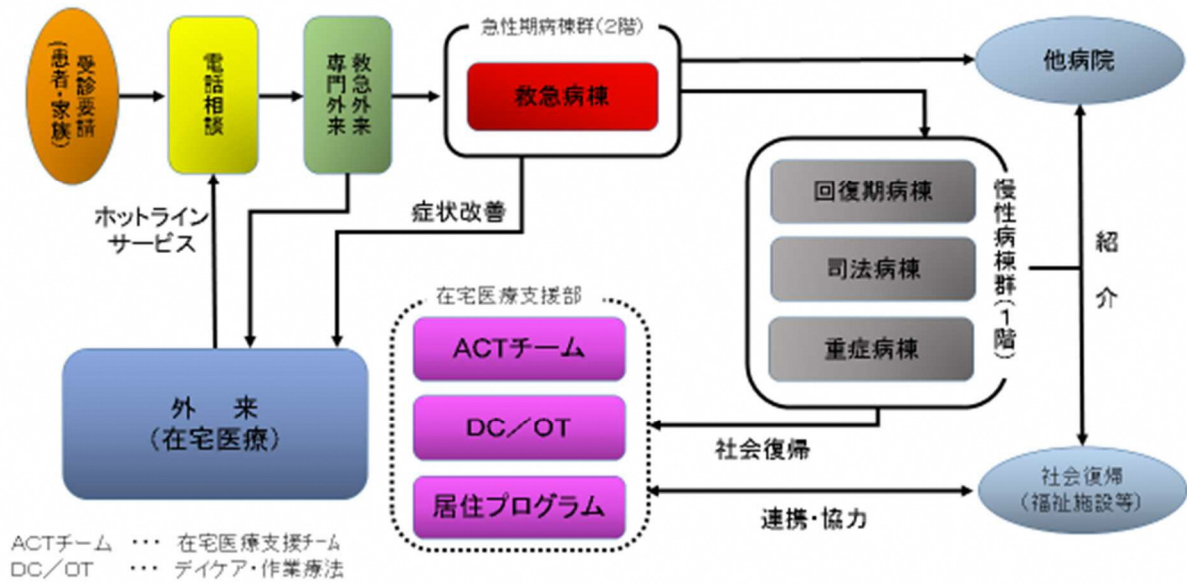 受診要請
(患者・家族)
電話相談
救急外来
専門外来
急性期病棟群(2階)
救急病棟
他病院
ホットライン
サービス
症状改善
回復期病棟
司法病棟
重症病棟
慢性病棟群(1階)
紹介
在宅医療支援部
ACTチーム
DC/OT
居住プログラム
外 来
(在宅医療)
社会復帰
連携・協力
社会復帰
(福祉施設等)
ACTチーム ・・・ 在宅医療支援チーム
DC/OT ・・・ デイケア・作業療法